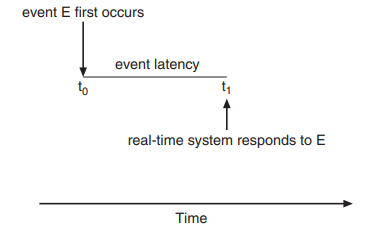 event E first occurs
event latency
t0
t1
real-time system responds to E
Time